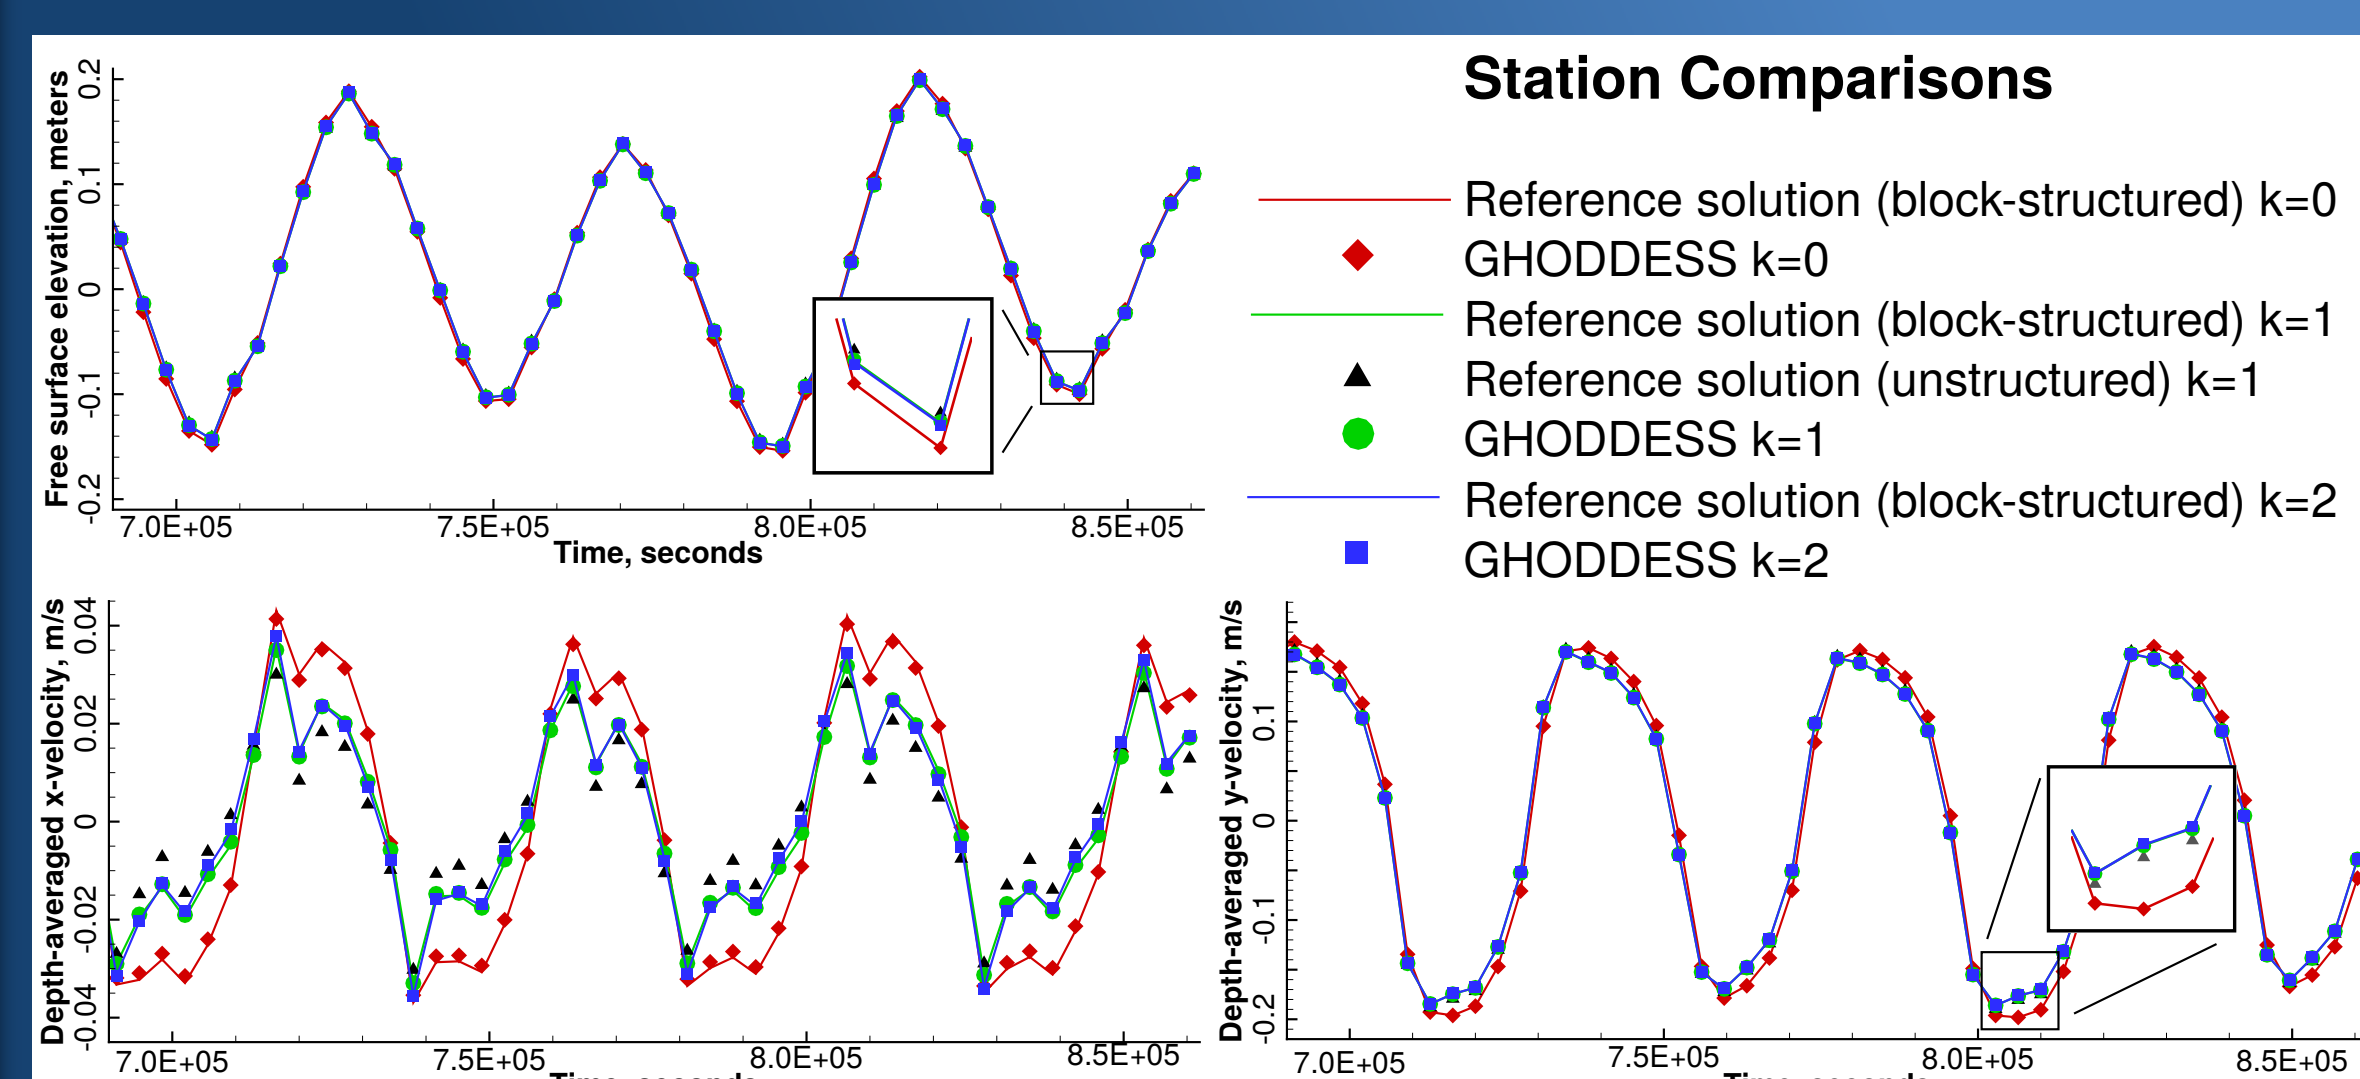 Station Comparisons
Free surface elevation, meters
0.2
0.1
0
-0.1
-0.2
7.0E+05
7.5E+05
8.0E+05
8.5E+05
Time, seconds
Reference solution (block-structured) k=0
GHODDESS k=0
Reference solution (block-structured) k=1
Reference solution (unstructured) k=1
GHODDESS k=1
Reference solution (block-structured) k=2
GHODDESS k=2
Depth-averaged x-velocity, m/s
0.04
0.02
0
-0.02
-0.04
7.0E+05
7.5E+05
8.0E+05
8.5E+05
Time, seconds
Depth-averaged y-velocity, m/s
0.1
0
-0.1
-0.2
7.0E+05
7.5E+05
8.0E+05
8.5E+05
Time, seconds